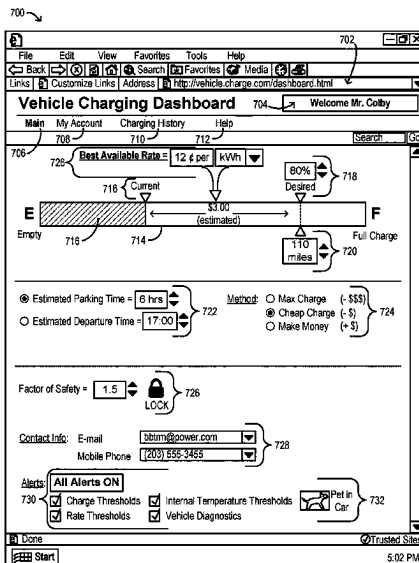 700
702
File Edit View Favorites Tools Help
Back Search Favorites Media
Links Customize Links Address http://vehicle.charge.com/dashboard.html
Vehicle Charging Dashboard 704 Welcome Mr. Colby
Main My Account Charging History Help
706 708 710 712 Search Go
726 Best Available Rate = 12 ¢ per kWh
716 Current 80% Desired 718
E $3.00 (estimated) F
Empty 716 714 110 miles 720 Full Charge
Estimated Parking Time = 6 hrs 722 Method: Max Charge (- $$$) 724
Cheap Charge (- $)
Estimated Departure Time = 17:00 Make Money (+ $)
Factor of Safety = 1.5 LOCK 726
Contact Info: E-mail bbtrm@power.com 728
Mobile Phone (203) 556-3465
Alerts: All Alerts ON
730 Charge Thresholds Internal Temperature Thresholds Pet in Car 732
Rate Thresholds Vehicle Diagnostics
Done Trusted Sites
Start 5:02 PM